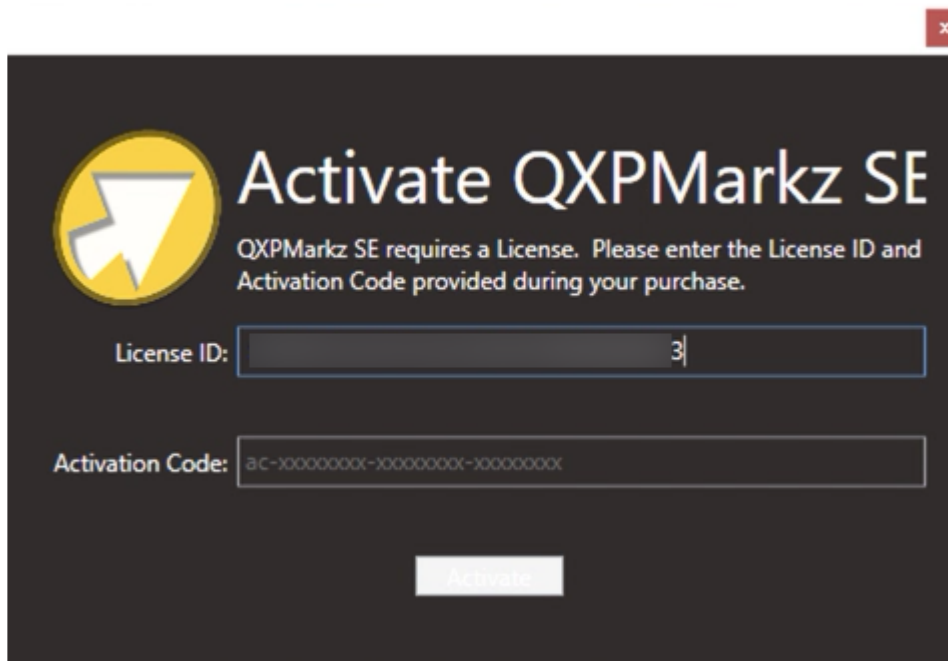 x
Activate QXPMarkz SE
QXPMarkz SE requires a License.  Please enter the License ID and
Activation Code provided during your purchase.
License ID: 3
Activation Code: ac-xxxxxxxx-xxxxxxxx-xxxxxxxx
Activate